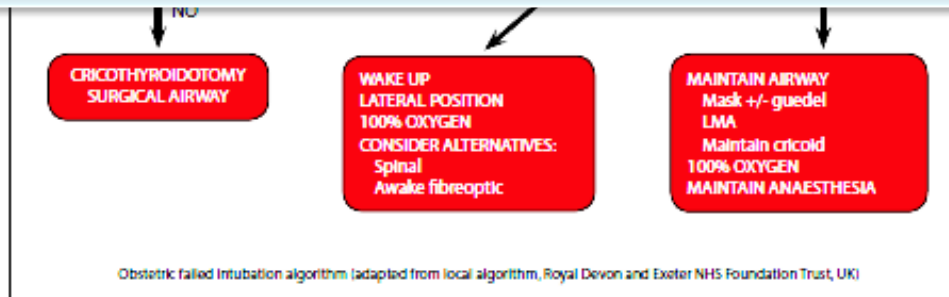 NO
CRICOTHYROIDOTOMY
SURGICAL AIRWAY
WAKE UP
LATERAL POSITION
100% OXYGEN
CONSIDER ALTERNATIVES:
Spinal
Awake fibreoptic
MAINTAIN AIRWAY
Mask +/- guedel
LMA
Maintain cricoid
100% OXYGEN
MAINTAIN ANAESTHESIA
Obstetric failed intubation algorithm (adapted from local algorithm, Royal Devon and Exeter NHS Foundation Trust, UK)